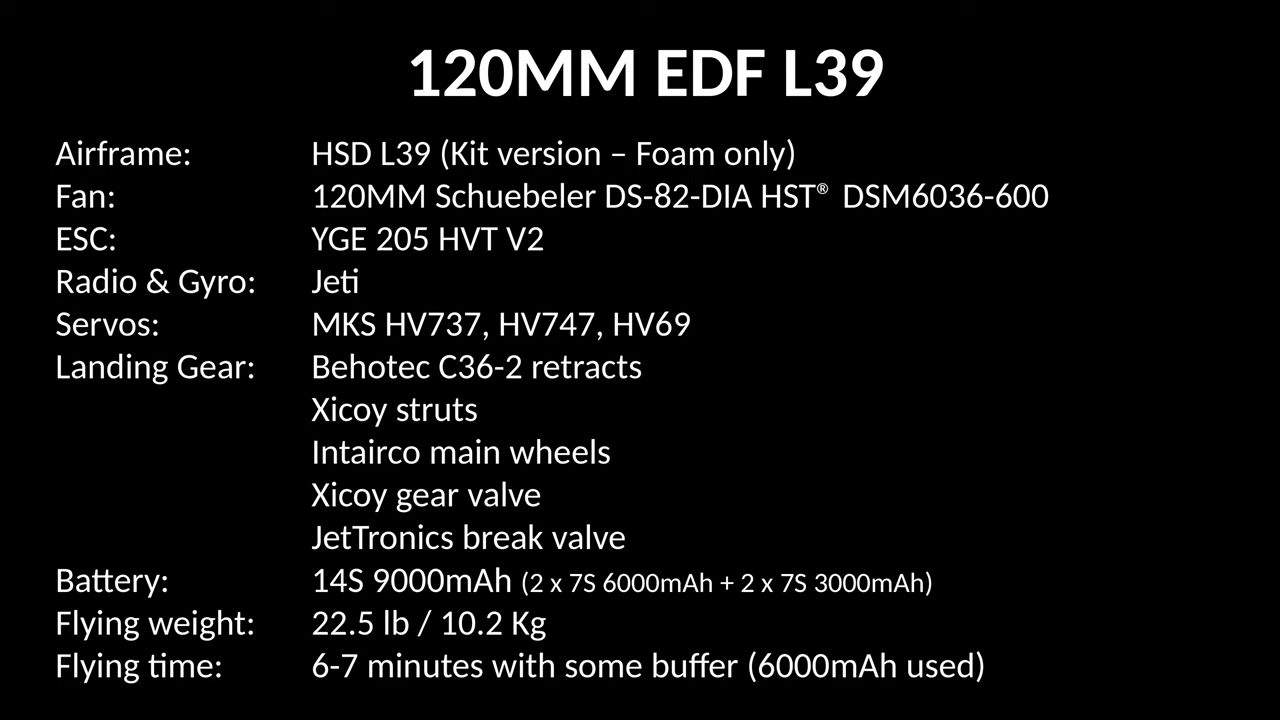 120MM EDF L39
Airframe: HSD L39 (Kit version – Foam only)
Fan: 120MM Schuebeler DS-82-DIA HST® DSM6036-600
ESC: YGE 205 HVT V2
Radio & Gyro: Jeti
Servos: MKS HV737, HV747, HV69
Landing Gear: Behotec C36-2 retracts
Xicoy struts
Intairco main wheels
Xicoy gear valve
JetTronics break valve
Battery: 14S 9000mAh (2 x 7S 6000mAh + 2 x 7S 3000mAh)
Flying weight: 22.5 lb / 10.2 Kg
Flying time: 6-7 minutes with some buffer (6000mAh used)